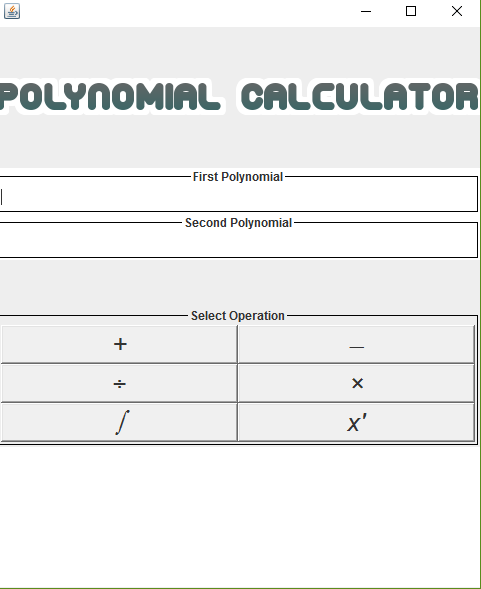 POLYNOMIAL CALCULATOR
First Polynomial
Second Polynomial
Select Operation
+ −
÷ ×
∫ x'